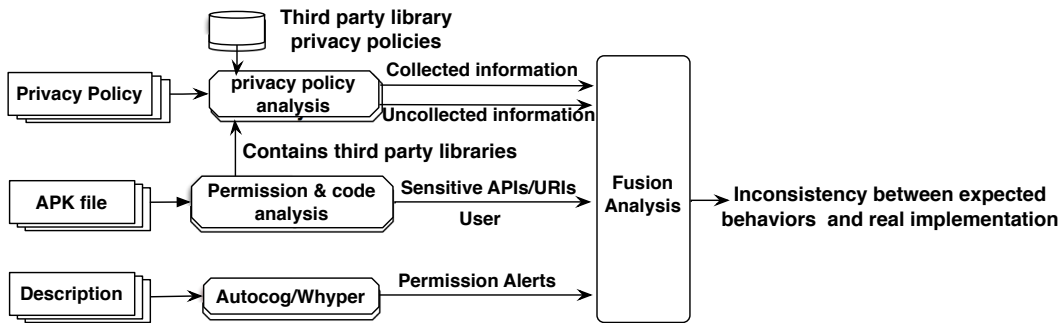 Third party library
privacy policies
Privacy Policy
privacy policy
analysis
Collected information
Uncollected information
Contains third party libraries
APK file
Permission & code
analysis
Sensitive APIs/URIs
User
Fusion
Analysis
Inconsistency between expected
behaviors and real implementation
Description
Autocog/Whyper
Permission Alerts